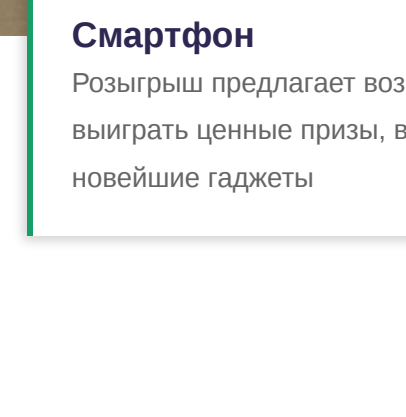 Смартфон
Розыгрыш предлагает воз
выиграть ценные призы, в
новейшие гаджеты